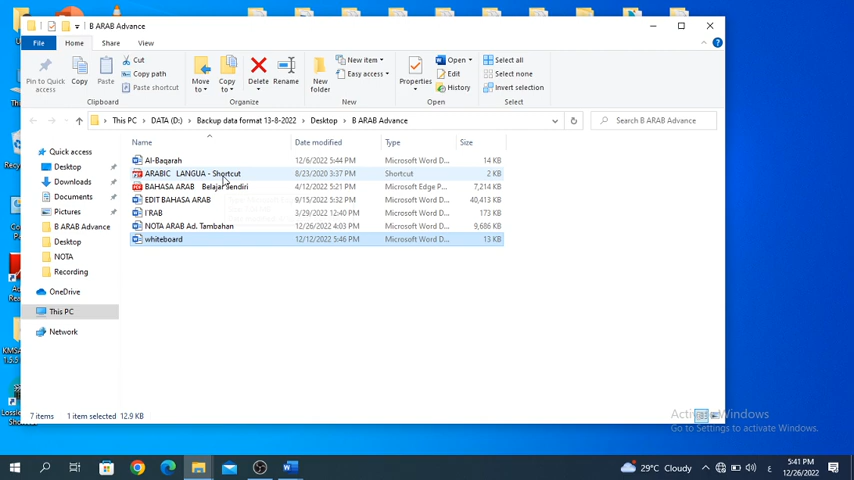 B ARAB Advance
File Home Share View
Pin to Quick access
Copy
Paste
Cut
Copy path
Paste shortcut
Clipboard
Move to
Copy to
Delete
Rename
Organize
New folder
New item
Easy access
New
Properties
Open
Edit
History
Open
Select all
Select none
Invert selection
Select
This PC DATA (D:) Backup data format 13-8-2022 Desktop B ARAB Advance
Search B ARAB Advance
Quick access
Desktop
Downloads
Documents
Pictures
B ARAB Advance
Desktop
NOTA
Recording
OneDrive
This PC
Network
Name Date modified Type Size
Al-Baqarah 12/6/2022 5:44 PM Microsoft Word D... 14 KB
ARABIC LANGUA - Shortcut 8/23/2020 3:37 PM Shortcut 2 KB
BAHASA ARAB Belajar Sendiri 4/12/2022 5:21 PM Microsoft Edge P... 7,214 KB
EDIT BAHASA ARAB 9/15/2022 5:32 PM Microsoft Word D... 40,413 KB
I'RAB 3/29/2022 12:40 PM Microsoft Word D... 173 KB
NOTA ARAB Ad. Tambahan 12/26/2022 4:03 PM Microsoft Word D... 9,686 KB
whiteboard 12/12/2022 5:46 PM Microsoft Word D... 13 KB
7 items 1 item selected 12.9 KB
Activate Windows
Go to Settings to activate Windows.
29°C Cloudy
ع
5:41 PM
12/26/2022